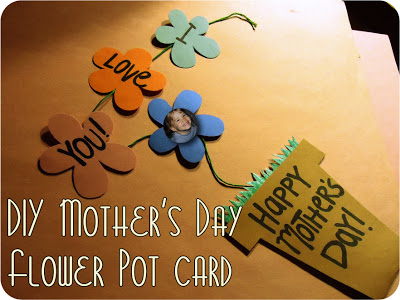 I
LOVE
YOU!
HAPPY
MOTHER'S
DAY!
DIY Mother's Day
Flower Pot card